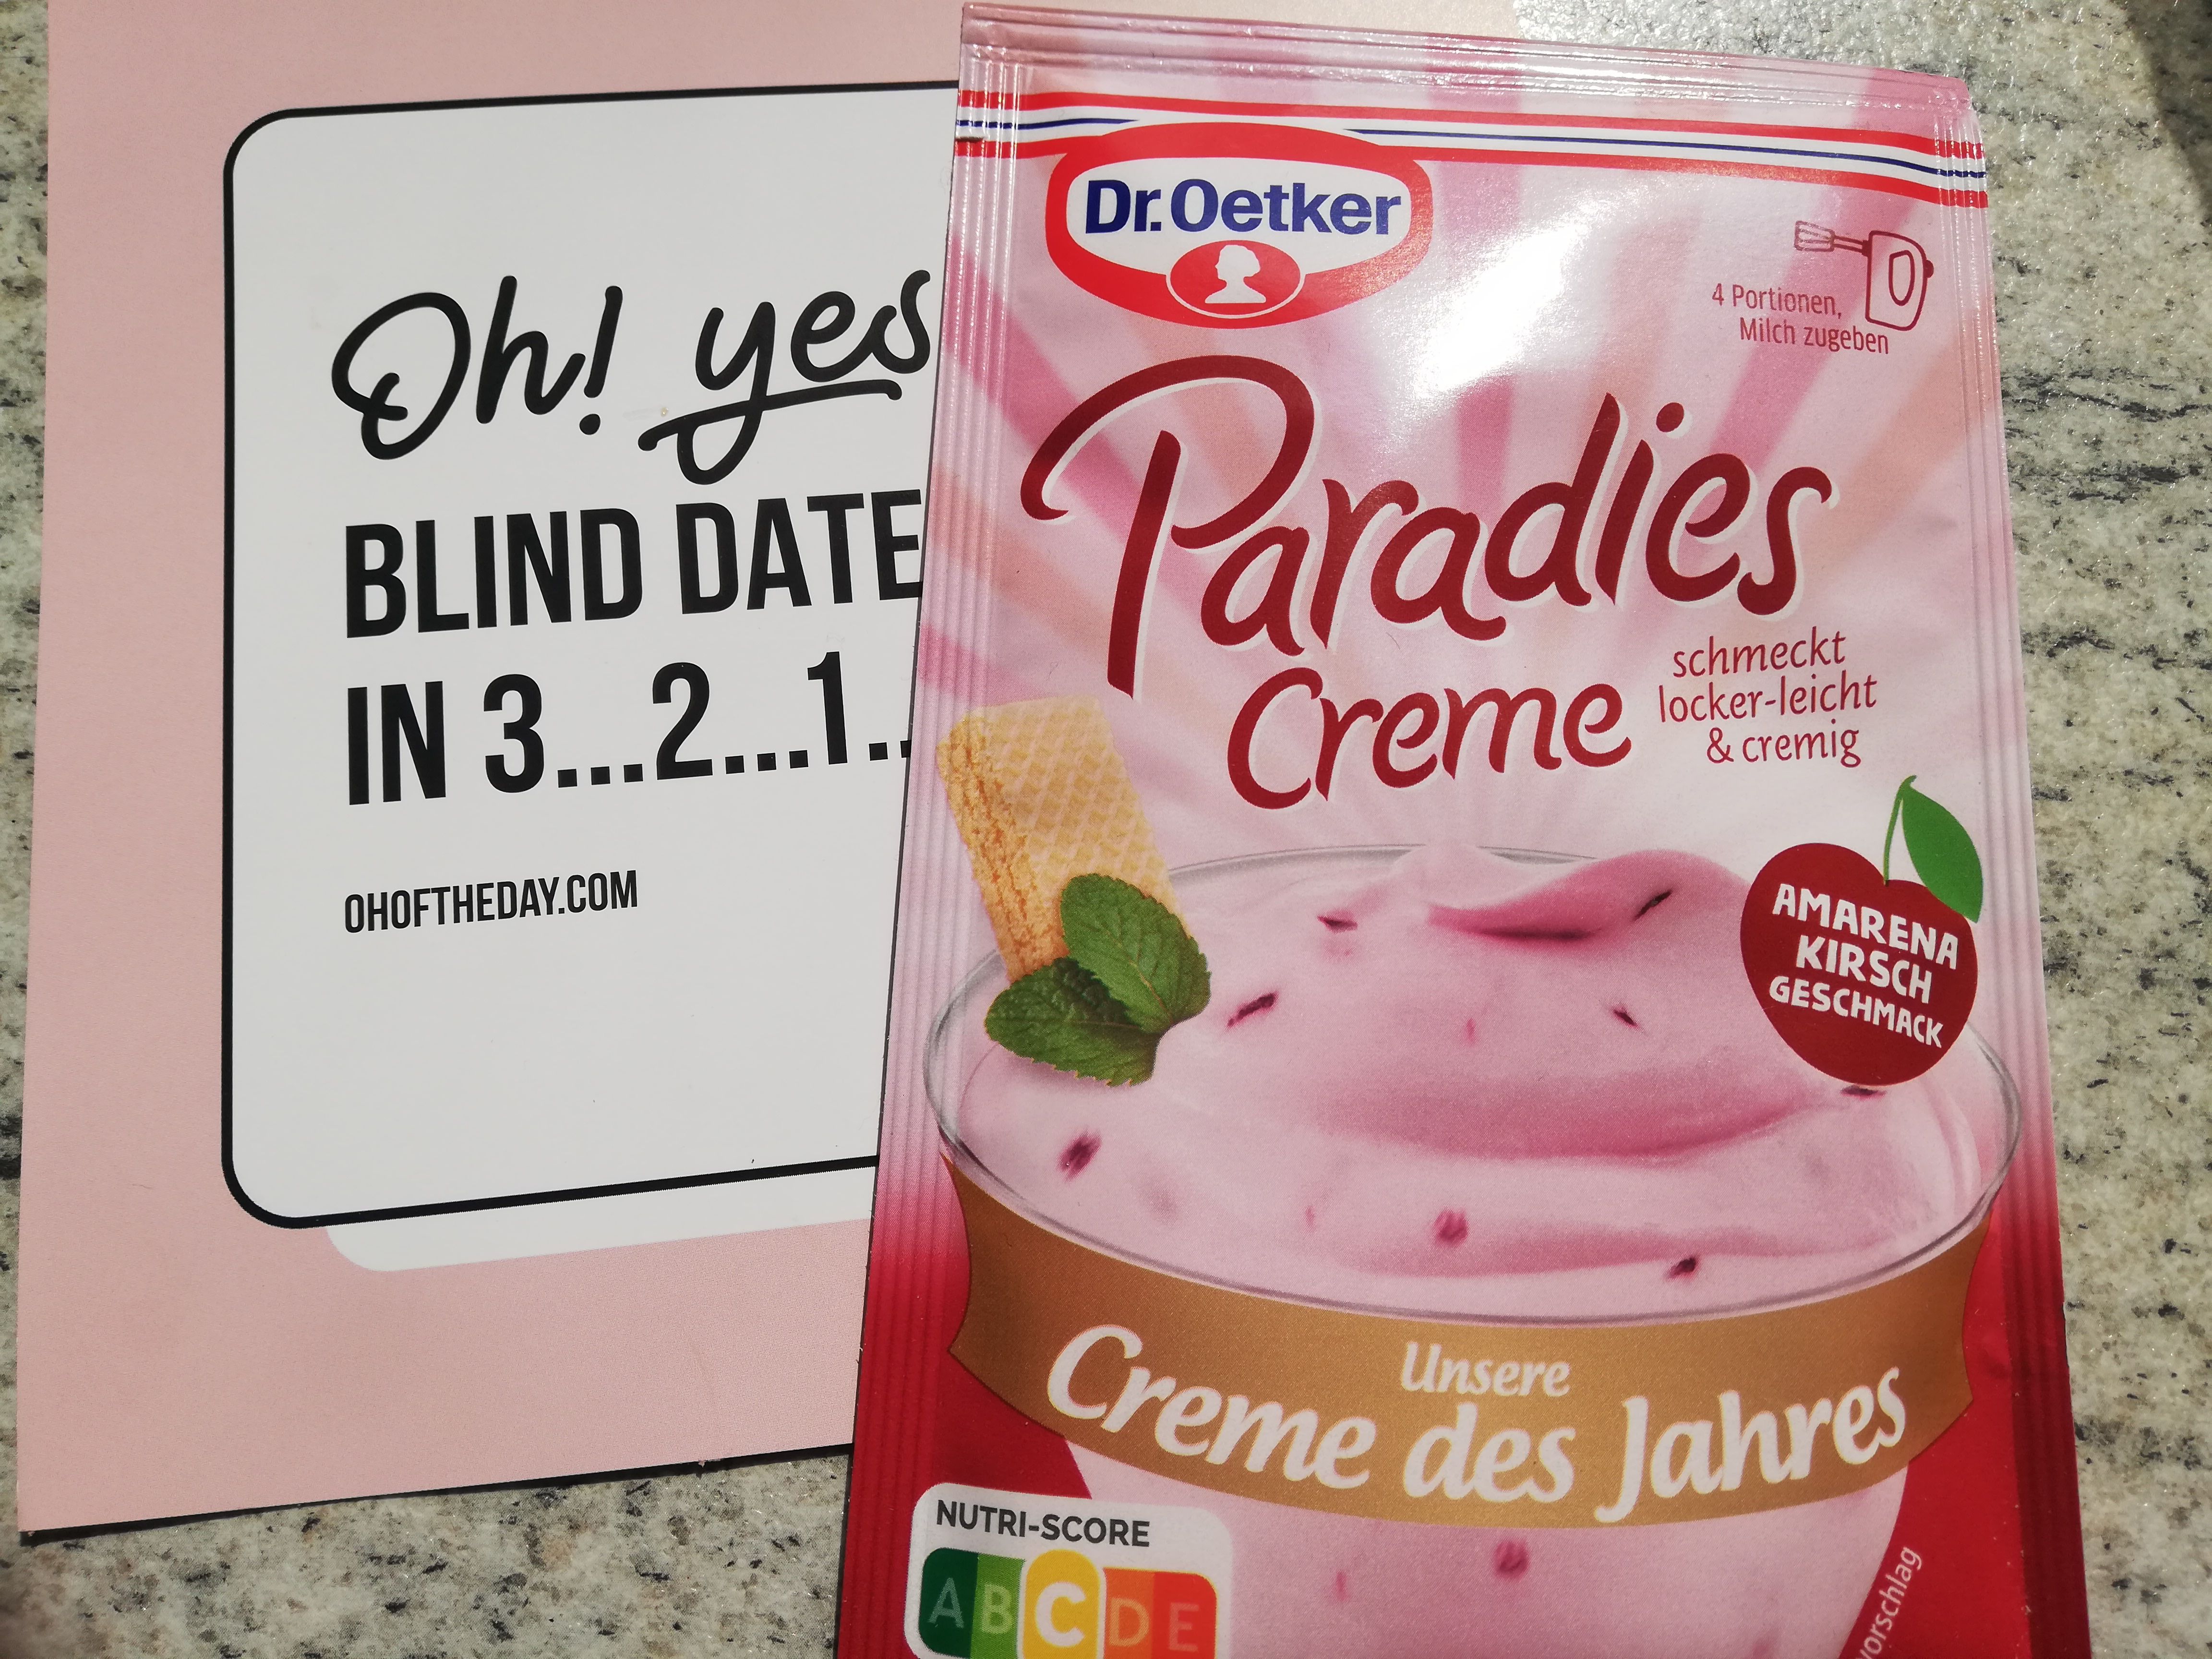 Oh! yes
BLIND DATE
IN 3...2...1..
OHOFTHEDAY.COM
Dr.Oetker
4 Portionen,
Milch zugeben
Paradies
Creme
schmeckt
locker-leicht
& cremig
AMARENA
KIRSCH
GESCHMACK
Unsere
Creme des Jahres
NUTRI-SCORE
A B C D E